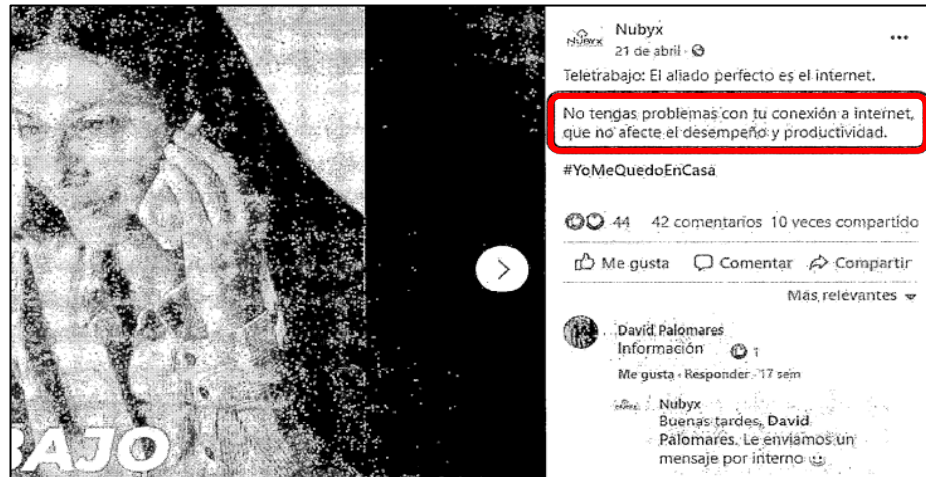 Nubyx
Nubyx
21 de abril ·
Teletrabajo: El aliado perfecto es el internet.
No tengas problemas con tu conexión a internet,
que no afecte el desempeño y productividad.
#YoMeQuedoEnCasa
44 42 comentarios 10 veces compartido
Me gusta Comentar Compartir
Más relevantes
David Palomares
Información 1
Me gusta · Responder · 17 sem
Nubyx
Nubyx
Buenas tardes, David
Palomares. Le enviamos un
mensaje por interno
BAJO